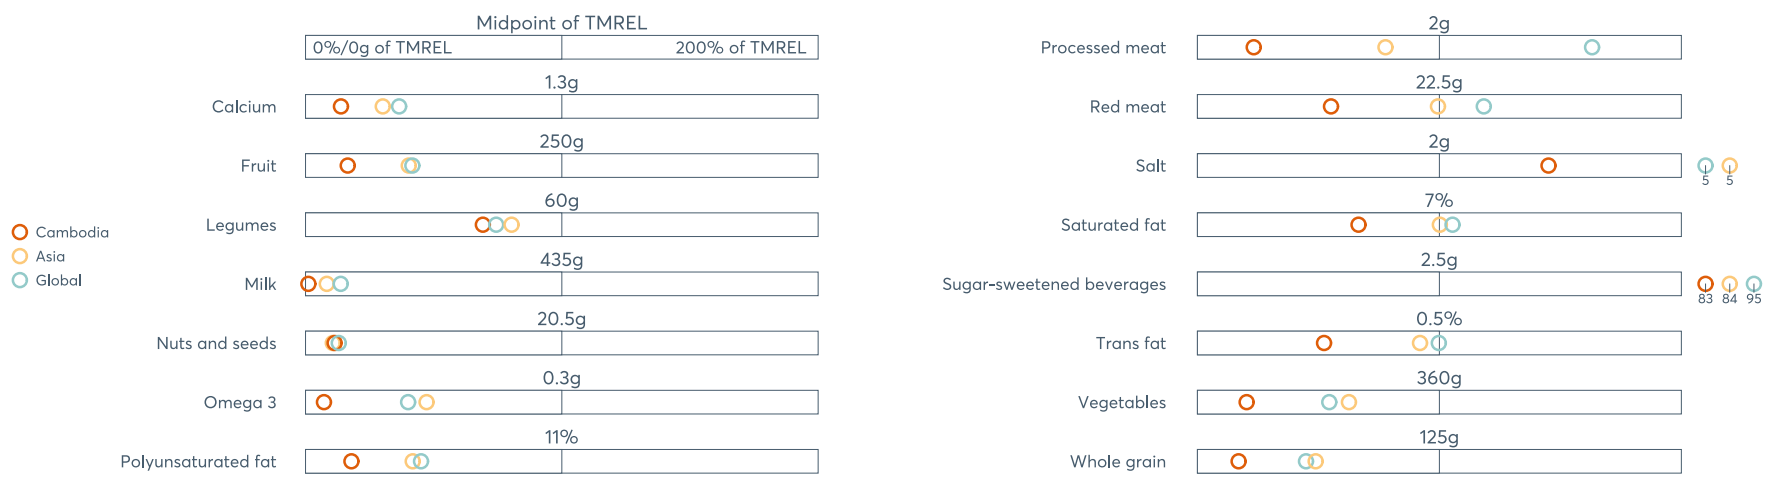 Midpoint of TMREL
0%/0g of TMREL
200% of TMREL
1.3g
Calcium
250g
Fruit
60g
Legumes
435g
Milk
20.5g
Nuts and seeds
0.3g
Omega 3
11%
Polyunsaturated fat
Cambodia
Asia
Global
2g
Processed meat
22.5g
Red meat
2g
Salt
5 5
7%
Saturated fat
2.5g
Sugar-sweetened beverages
83 84 95
0.5%
Trans fat
360g
Vegetables
125g
Whole grain